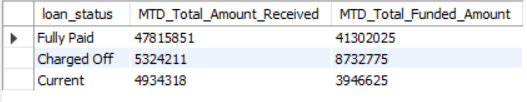 loan_status MTD_Total_Amount_Received MTD_Total_Funded_Amount
Fully Paid 47815851 41302025
Charged Off 5324211 8732775
Current 4934318 3946625